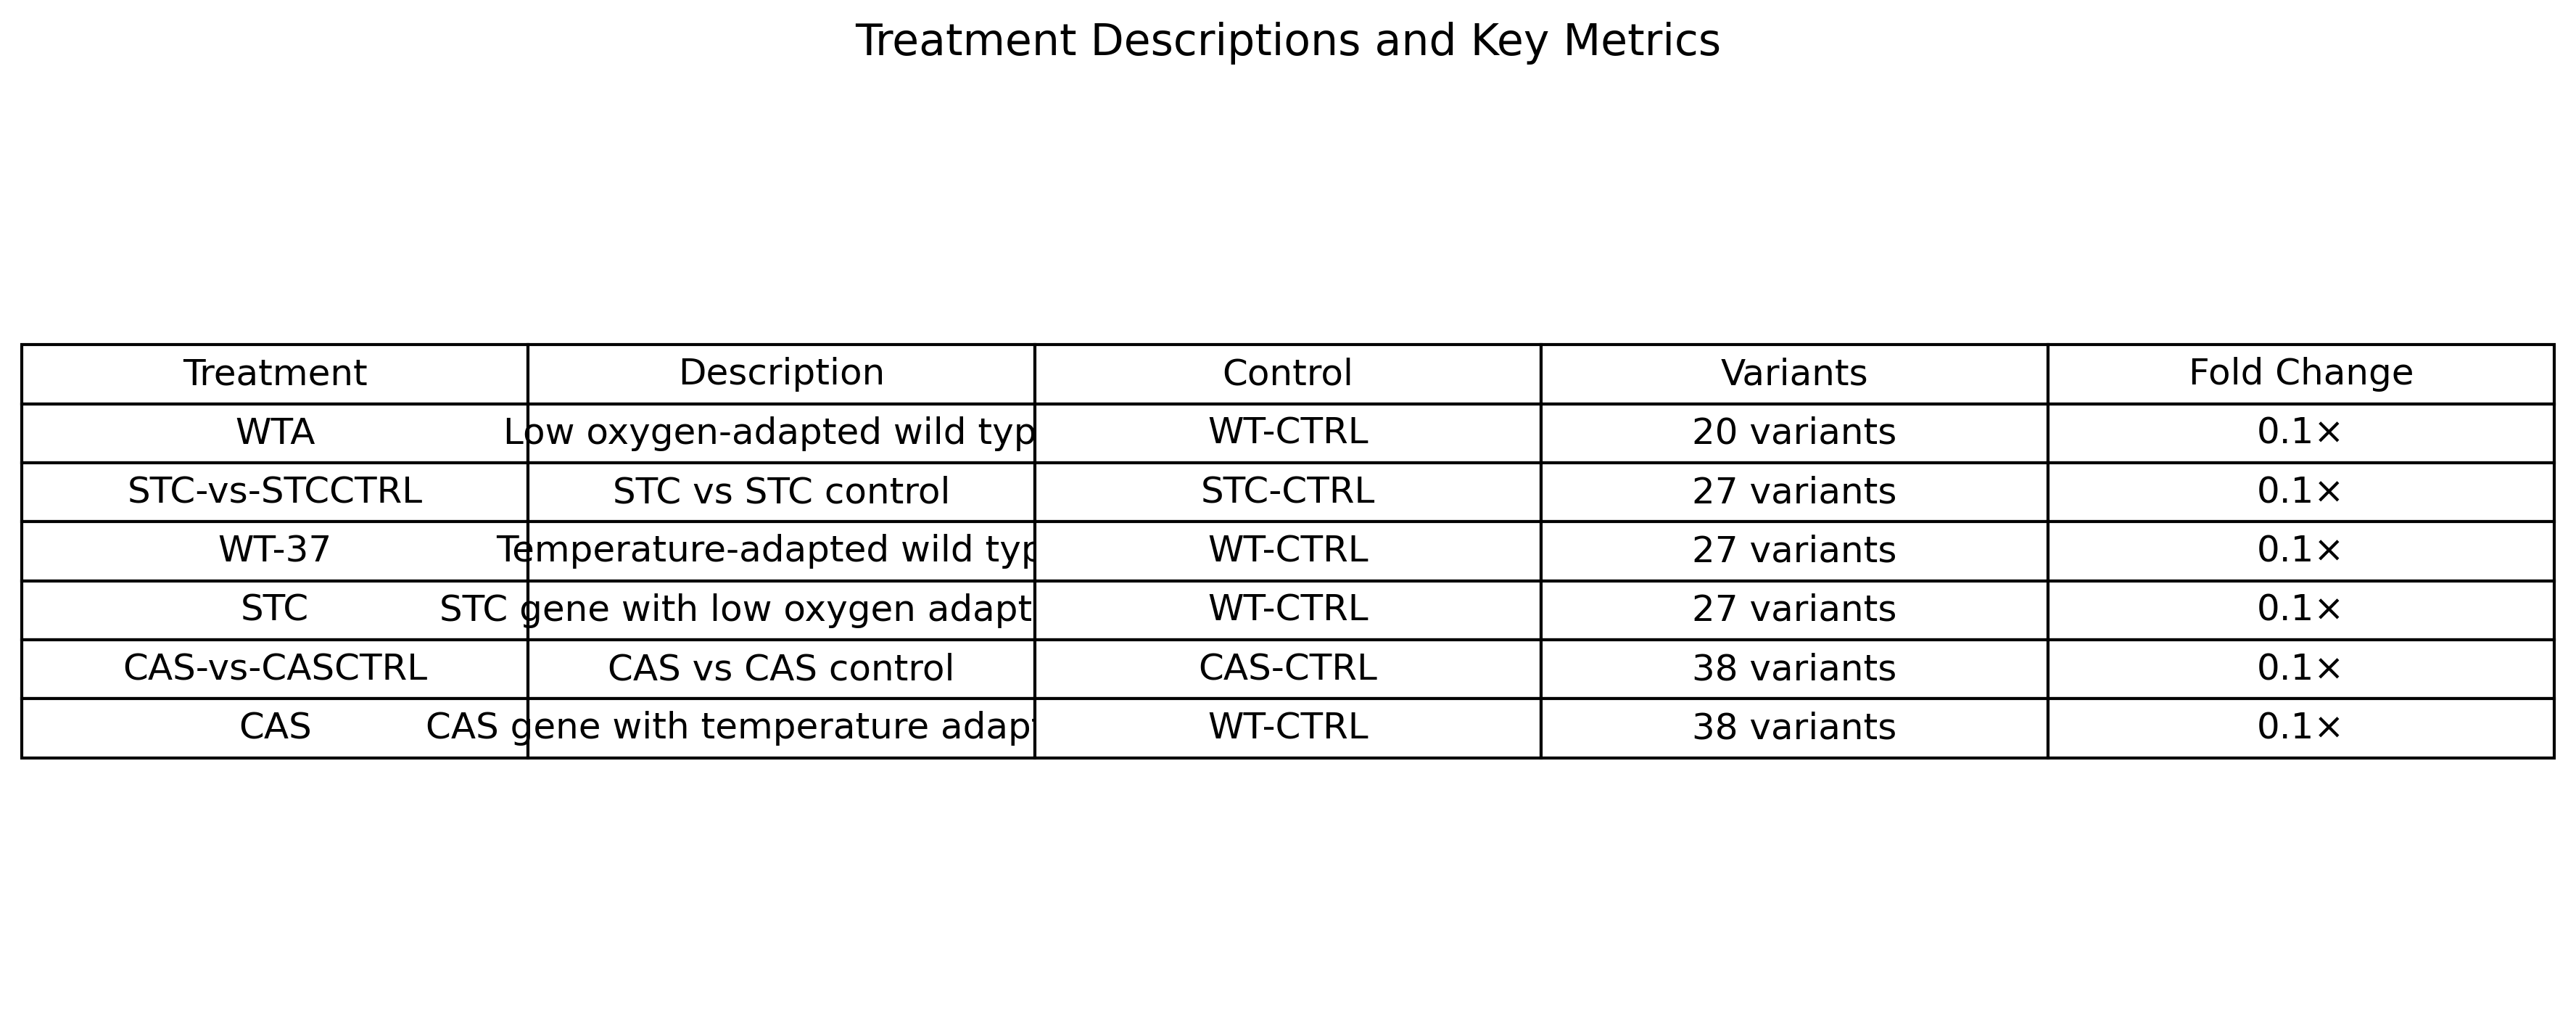 Treatment Descriptions and Key Metrics
Treatment Description Control Variants Fold Change
WTA Low oxygen-adapted wild typ WT-CTRL 20 variants 0.1×
STC-vs-STCCTRL STC vs STC control STC-CTRL 27 variants 0.1×
WT-37 Temperature-adapted wild typ WT-CTRL 27 variants 0.1×
STC STC gene with low oxygen adapt WT-CTRL 27 variants 0.1×
CAS-vs-CASCTRL CAS vs CAS control CAS-CTRL 38 variants 0.1×
CAS CAS gene with temperature adap WT-CTRL 38 variants 0.1×